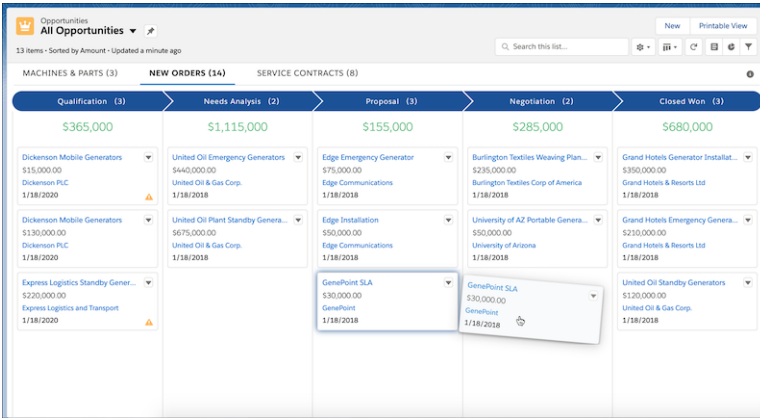 Opportunities
All Opportunities
New
Printable View
13 items • Sorted by Amount • Updated a minute ago
Search this list...
MACHINES & PARTS (3)
NEW ORDERS (14)
SERVICE CONTRACTS (8)
Qualification (3)
Needs Analysis (2)
Proposal (3)
Negotiation (2)
Closed Won (3)
$365,000
$1,115,000
$155,000
$285,000
$680,000
Dickenson Mobile Generators
$15,000.00
Dickenson PLC
1/18/2020
United Oil Emergency Generators
$440,000.00
United Oil & Gas Corp.
1/18/2018
Edge Emergency Generator
$75,000.00
Edge Communications
1/18/2018
Burlington Textiles Weaving Plan...
$235,000.00
Burlington Textiles Corp of America
1/18/2018
Grand Hotels Generator Installat...
$350,000.00
Grand Hotels & Resorts Ltd
1/18/2018
Dickenson Mobile Generators
$130,000.00
Dickenson PLC
1/18/2020
United Oil Plant Standby Genera...
$675,000.00
United Oil & Gas Corp.
1/18/2018
Edge Installation
$50,000.00
Edge Communications
1/18/2018
University of AZ Portable Genera...
$50,000.00
University of Arizona
1/18/2018
Grand Hotels Emergency Genera...
$210,000.00
Grand Hotels & Resorts Ltd
1/18/2018
Express Logistics Standby Gener...
$220,000.00
Express Logistics and Transport
1/18/2020
GenePoint SLA
$30,000.00
GenePoint
1/18/2018
GenePoint SLA
$30,000.00
GenePoint
1/18/2018
United Oil Standby Generators
$120,000.00
United Oil & Gas Corp.
1/18/2018